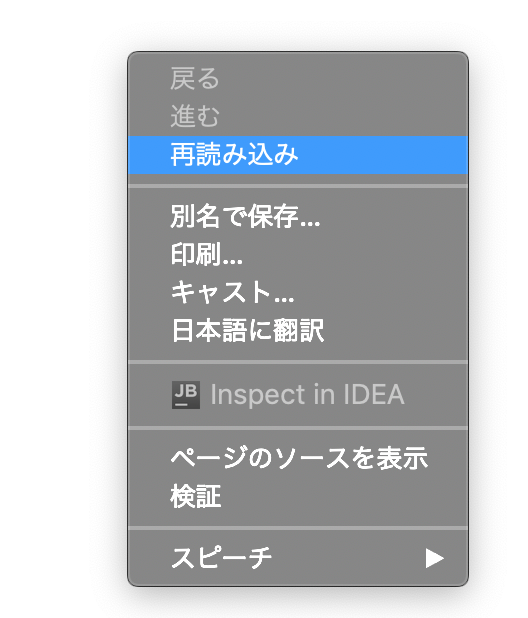 戻る
進む
再読み込み
別名で保存...
印刷...
キャスト...
日本語に翻訳
JB Inspect in IDEA
ページのソースを表示
検証
スピーチ